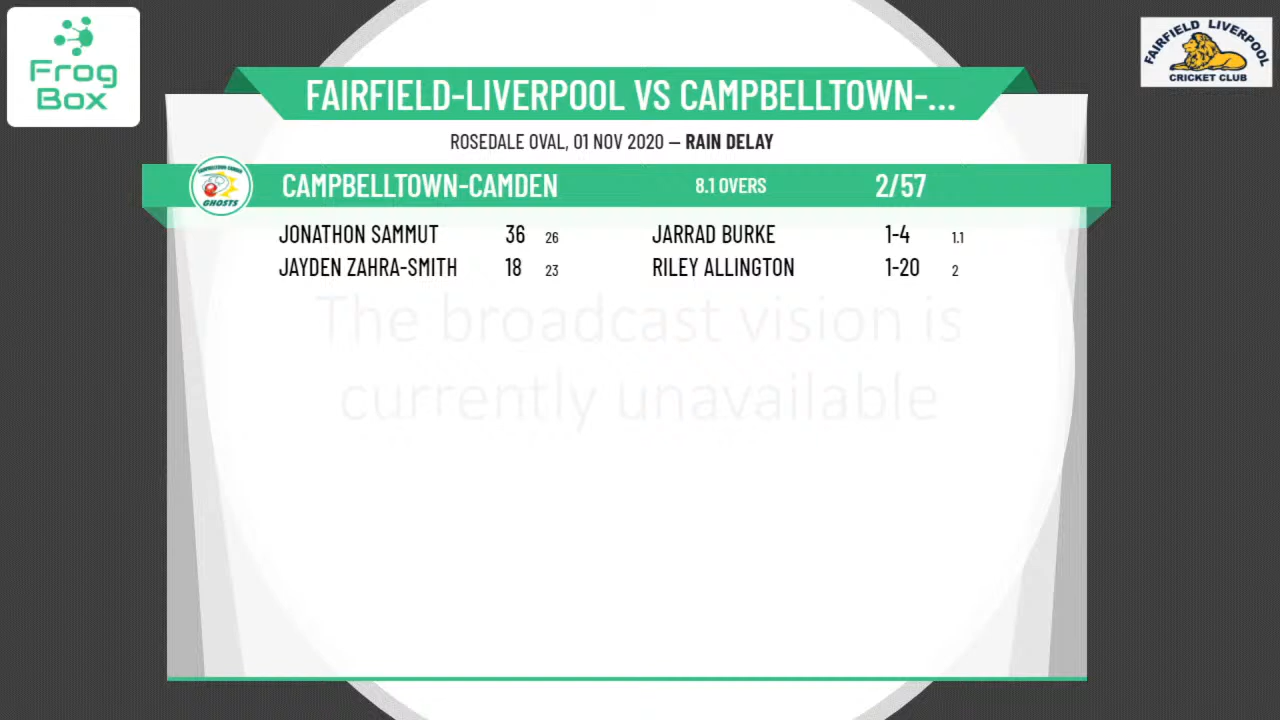 Frog
Box
FAIRFIELD LIVERPOOL
CRICKET CLUB
FAIRFIELD-LIVERPOOL VS CAMPBELLTOWN-...
ROSEDALE OVAL, 01 NOV 2020 – RAIN DELAY
GHOSTS
CAMPBELLTOWN-CAMDEN 8.1 OVERS 2/57
JONATHON SAMMUT 36 26 JARRAD BURKE 1-4 1.1
JAYDEN ZAHRA-SMITH 18 23 RILEY ALLINGTON 1-20 2
The broadcast vision is
currently unavailable